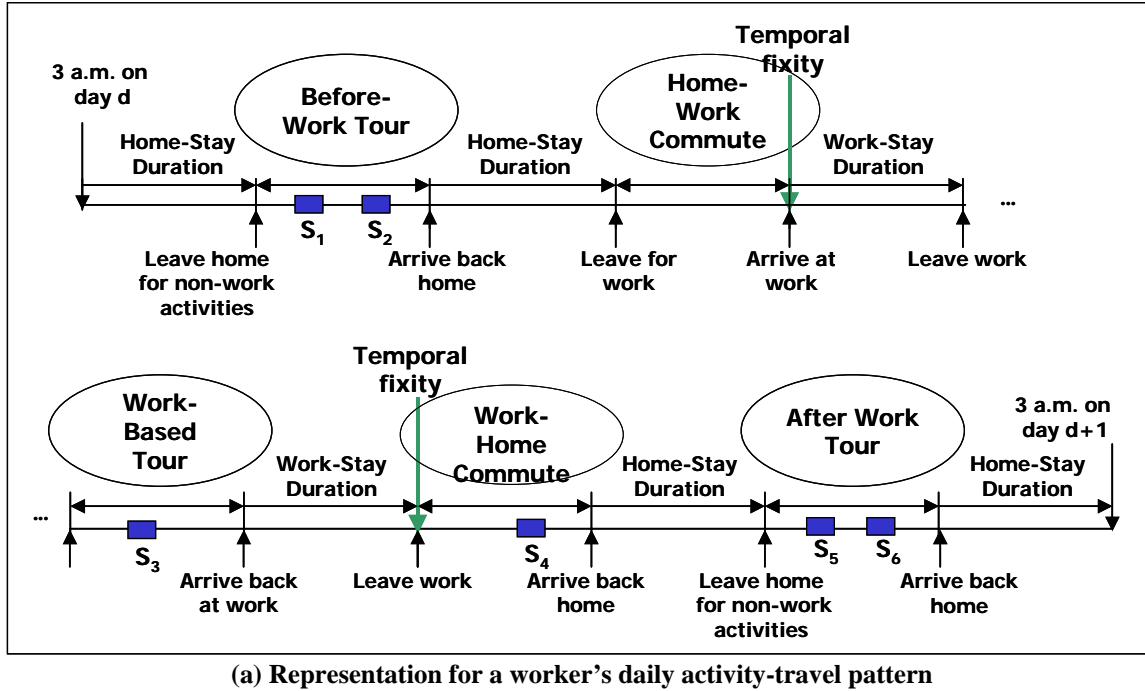 Temporal
fixity
3 a.m. on
day d
Before-
Work Tour
Home-
Work
Commute
Home-Stay
Duration
Home-Stay
Duration
Work-Stay
Duration
...
S1
S2
Leave home
for non-work
activities
Arrive back
home
Leave for
work
Arrive at
work
Leave work
Temporal
fixity
Work-
Based
Tour
Work-
Home
Commute
After Work
Tour
3 a.m. on
day d+1
Work-Stay
Duration
Home-Stay
Duration
Home-Stay
Duration
...
S3
S4
S5
S6
Arrive back
at work
Leave work
Arrive back
home
Leave home
for non-work
activities
Arrive back
home
(a) Representation for a worker's daily activity-travel pattern